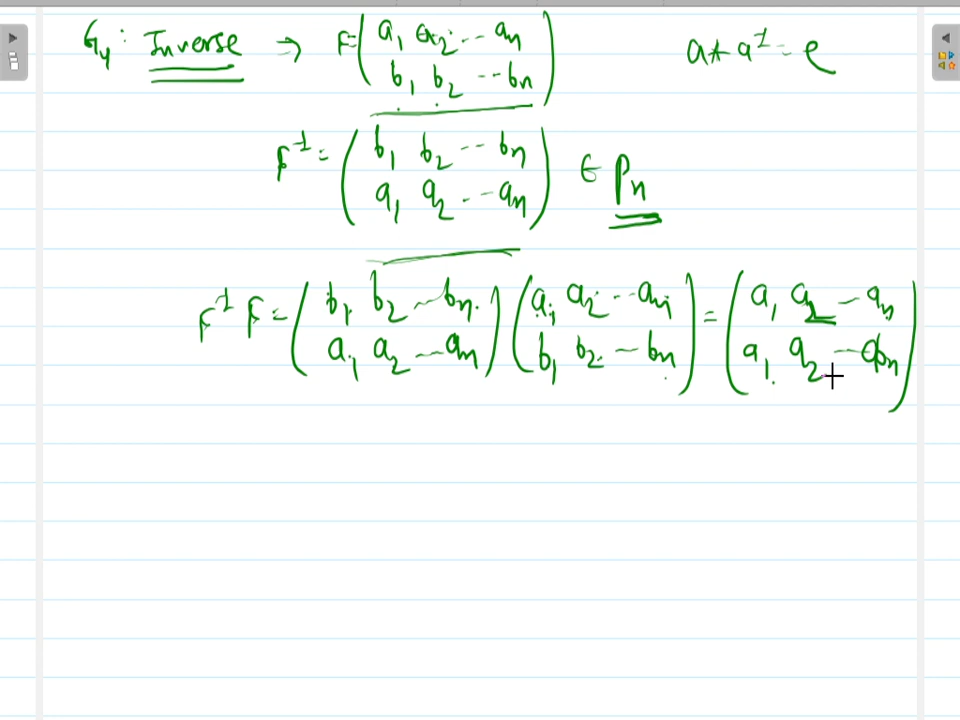 G₄ : Inverse → F = ( a₁ a₂ -- aₙ / b₁ b₂ -- bₙ ) a * a⁻¹ = e
F⁻¹ = ( b₁ b₂ -- bₙ / a₁ a₂ -- aₙ ) ∈ Pₙ
F⁻¹ F = ( b₁ b₂ -- bₙ / a₁ a₂ -- aₙ ) ( a₁ a₂ -- aₙ / b₁ b₂ -- bₙ ) = ( a₁ a₂ -- aₙ / a₁ a₂ -- aₙ )